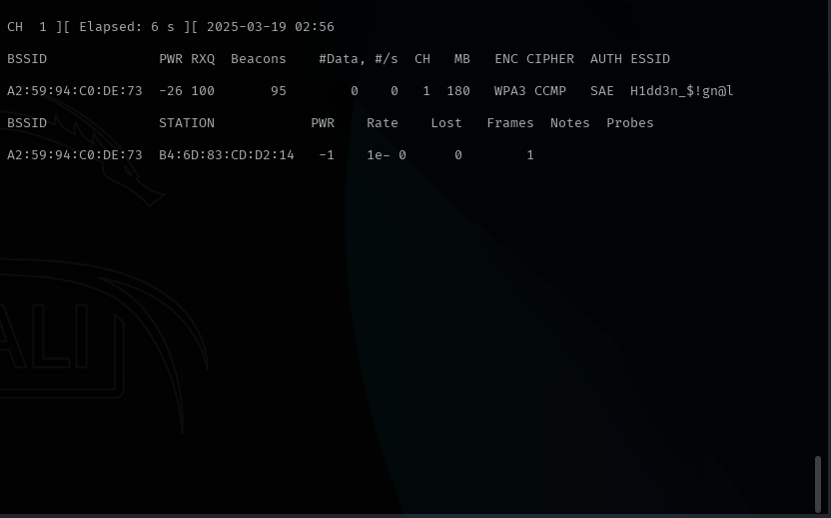 CH  1 ][ Elapsed: 6 s ][ 2025-03-19 02:56
BSSID              PWR RXQ  Beacons    #Data, #/s  CH   MB   ENC CIPHER  AUTH ESSID
A2:59:94:C0:DE:73  -26 100       95        0    0   1  180   WPA3 CCMP   SAE  H1dd3n_$!gn@l
BSSID              STATION            PWR    Rate    Lost   Frames  Notes  Probes
A2:59:94:C0:DE:73  B4:6D:83:CD:D2:14   -1    1e- 0      0        1
ALI